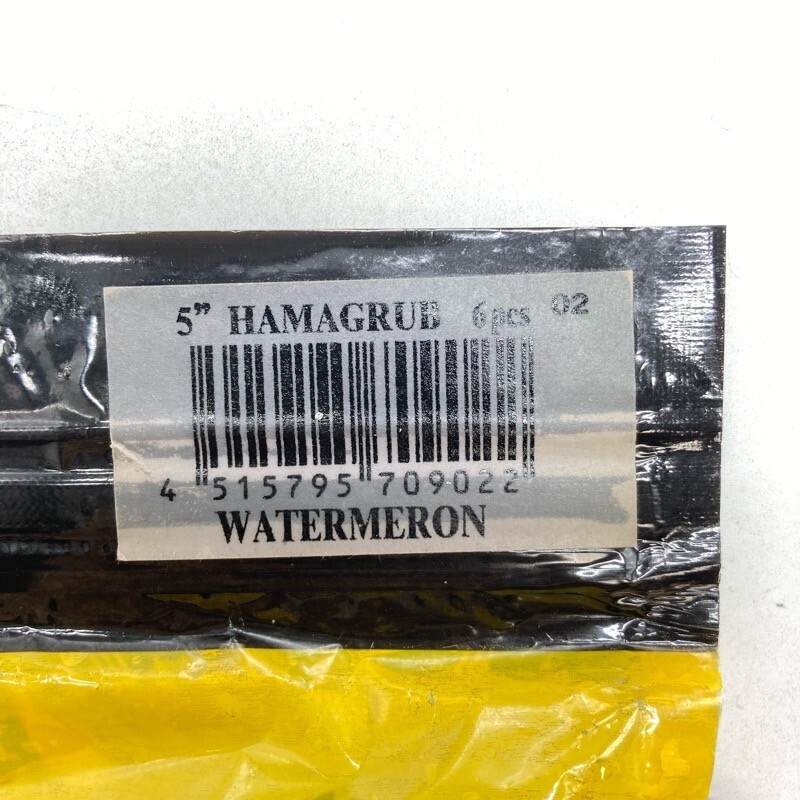 5” HAMAGRUB 6pcs 02
4 515795 709022
WATERMERON